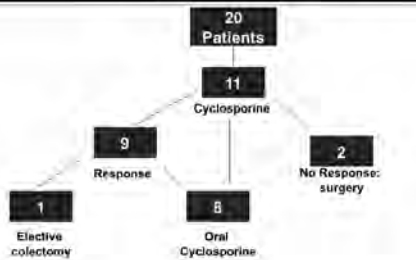 20
Patients
11
Cyclosporine
9
Response
2
No Response:
surgery
1
Elective
colectomy
8
Oral
Cyclosporine